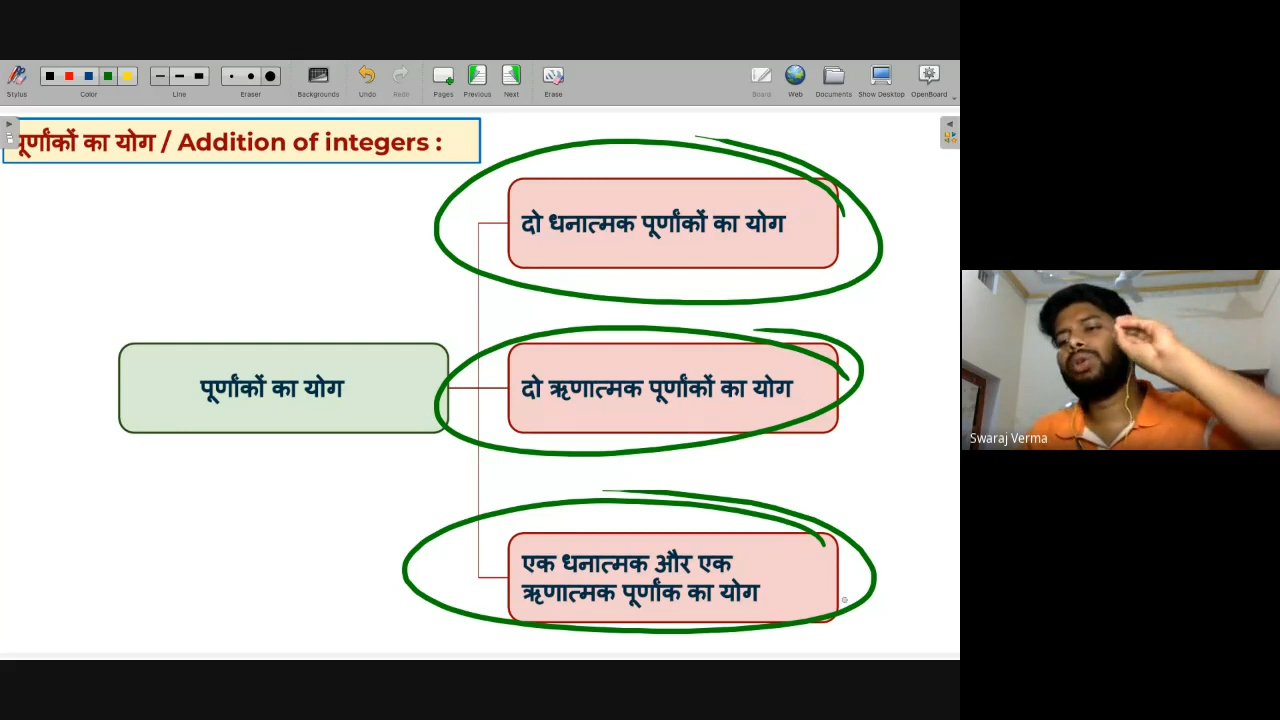 Stylus
Color
Line
Eraser
Backgrounds
Undo
Redo
Pages
Previous
Next
Erase
Board
Web
Documents
Show Desktop
OpenBoard
पूर्णांकों का योग / Addition of integers :
दो धनात्मक पूर्णांकों का योग
पूर्णांकों का योग
दो ऋणात्मक पूर्णांकों का योग
एक धनात्मक और एक
ऋणात्मक पूर्णांक का योग
Swaraj Verma